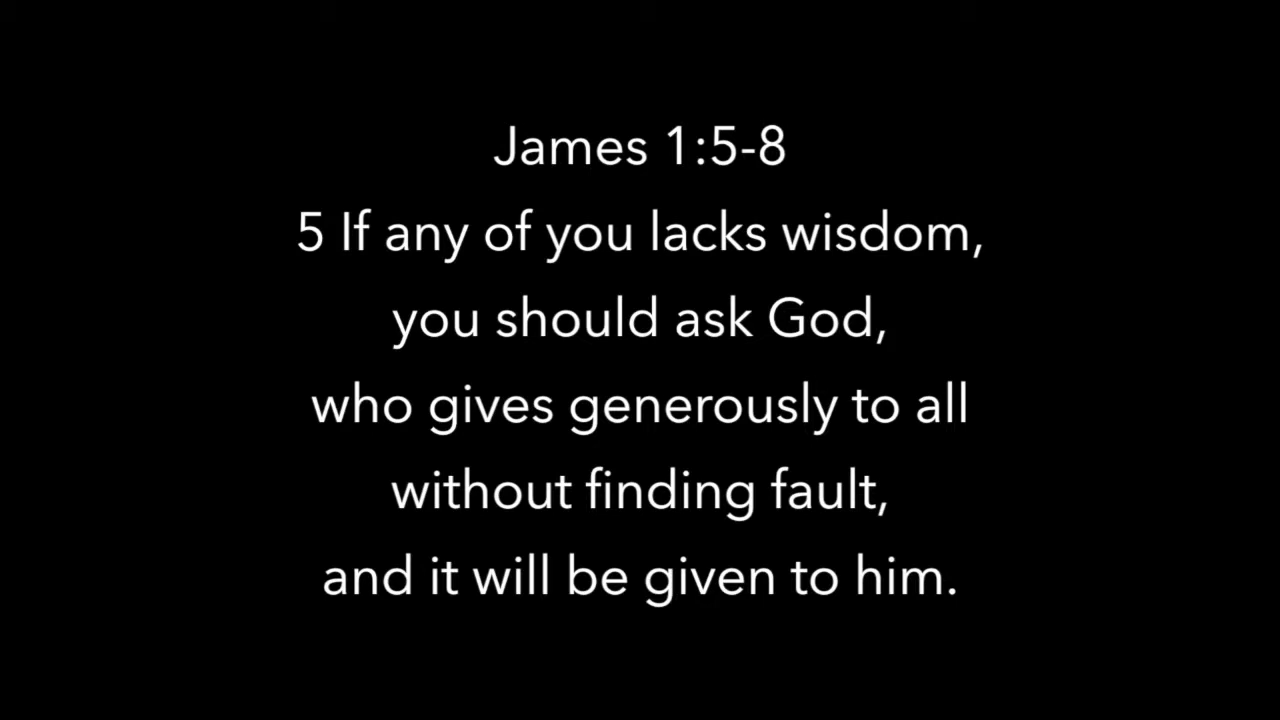 James 1:5-8
5 If any of you lacks wisdom,
you should ask God,
who gives generously to all
without finding fault,
and it will be given to him.